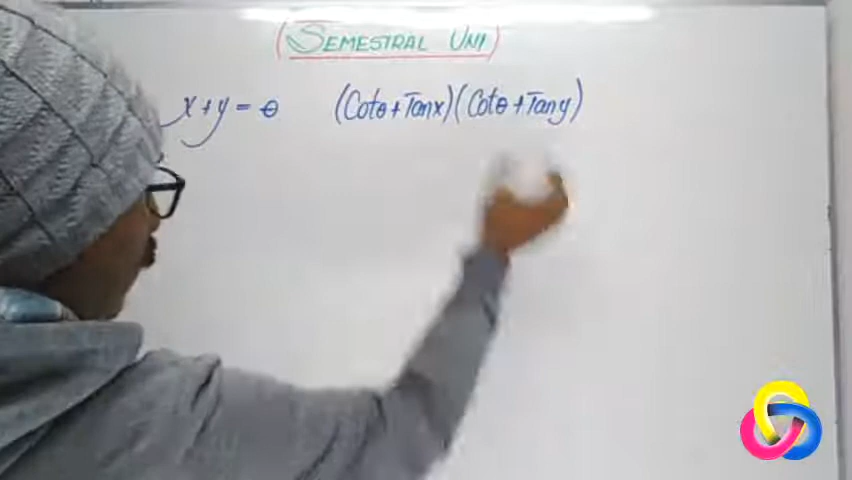 (SEMESTRAL UNI)
x + y = θ (Cotθ + Tanx)(Cotθ + Tany)